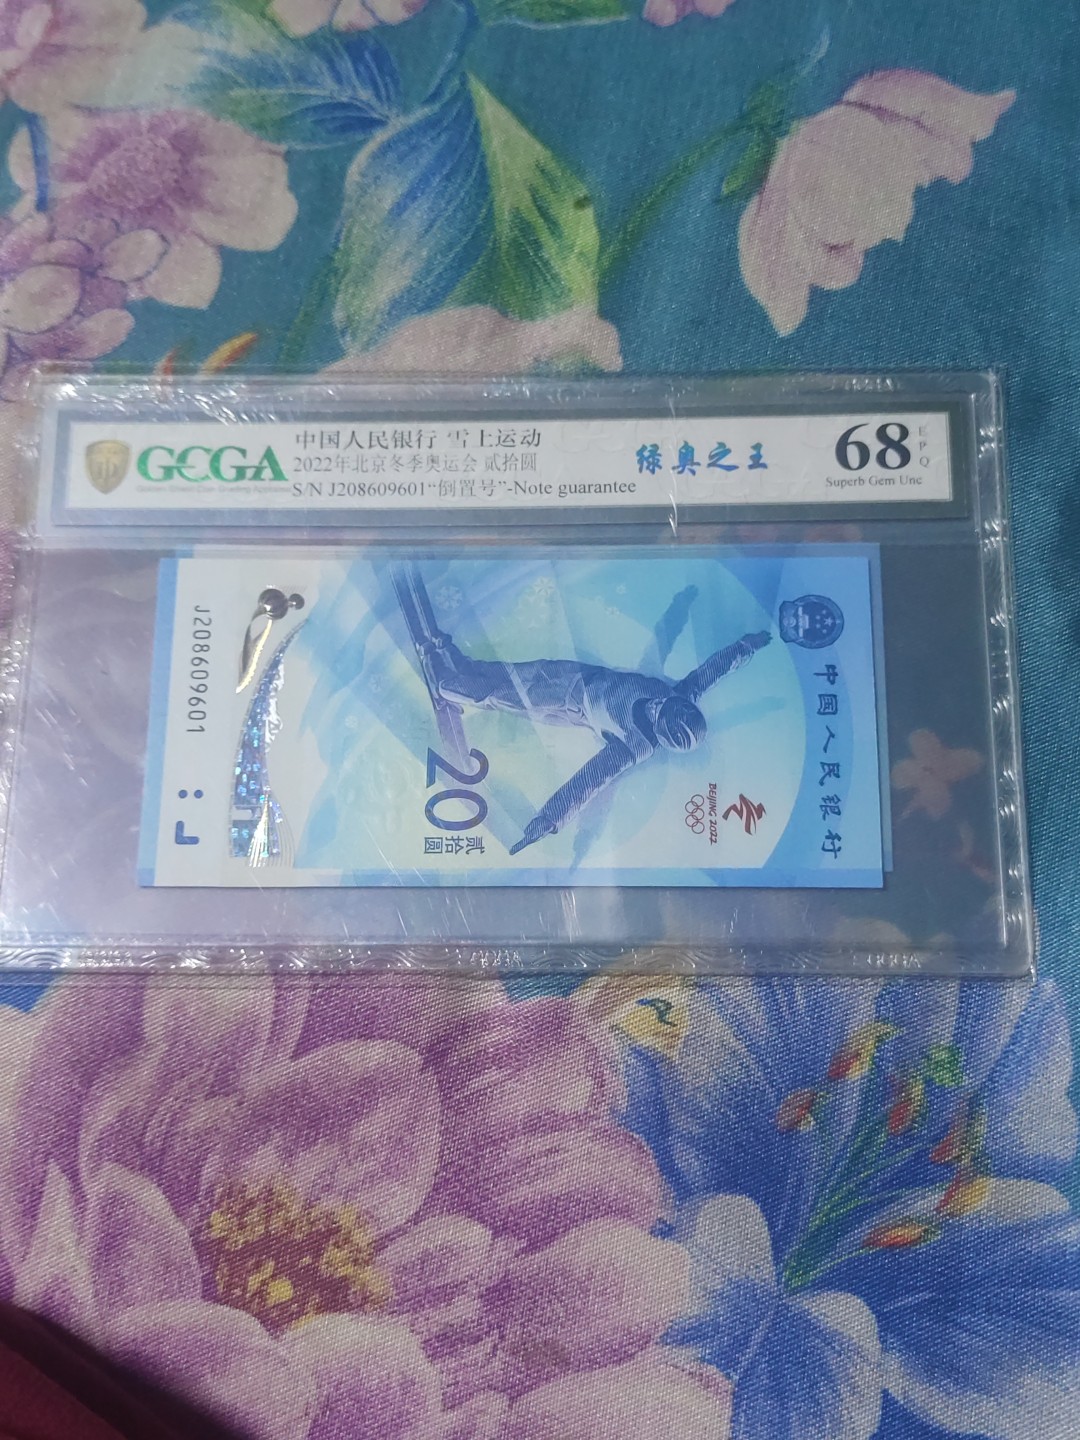 GCGA
中国人民银行 雪上运动
2022年北京冬季奥运会 贰拾圆
S/N J208609601“倒置号”-Note guarantee
绿奥之王
68
EPQ
Superb Gem Unc
J208609601
中国人民银行
BEIJING 2022
20
贰拾圆